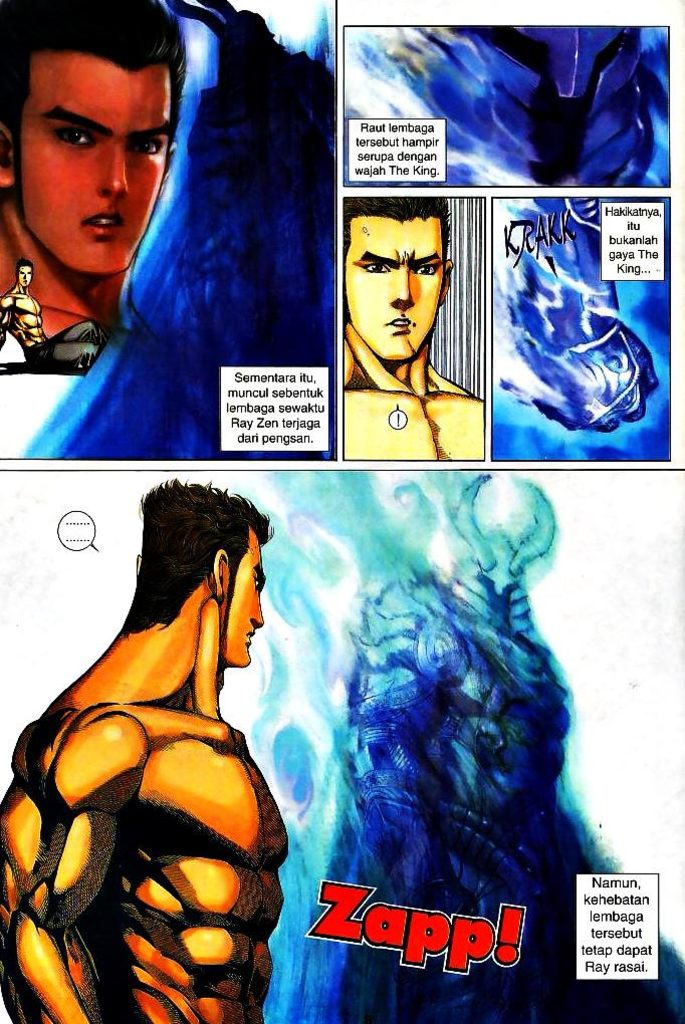 Sementara itu,
muncul sebentuk
lembaga sewaktu
Ray Zen terjaga
dari pengsan.
Raut lembaga
tersebut hampir
serupa dengan
wajah The King.
!
KRAKK
Hakikatnya,
itu
bukanlah
gaya The
King...
Zapp!
Namun,
kehebatan
lembaga
tersebut
tetap dapat
Ray rasai.